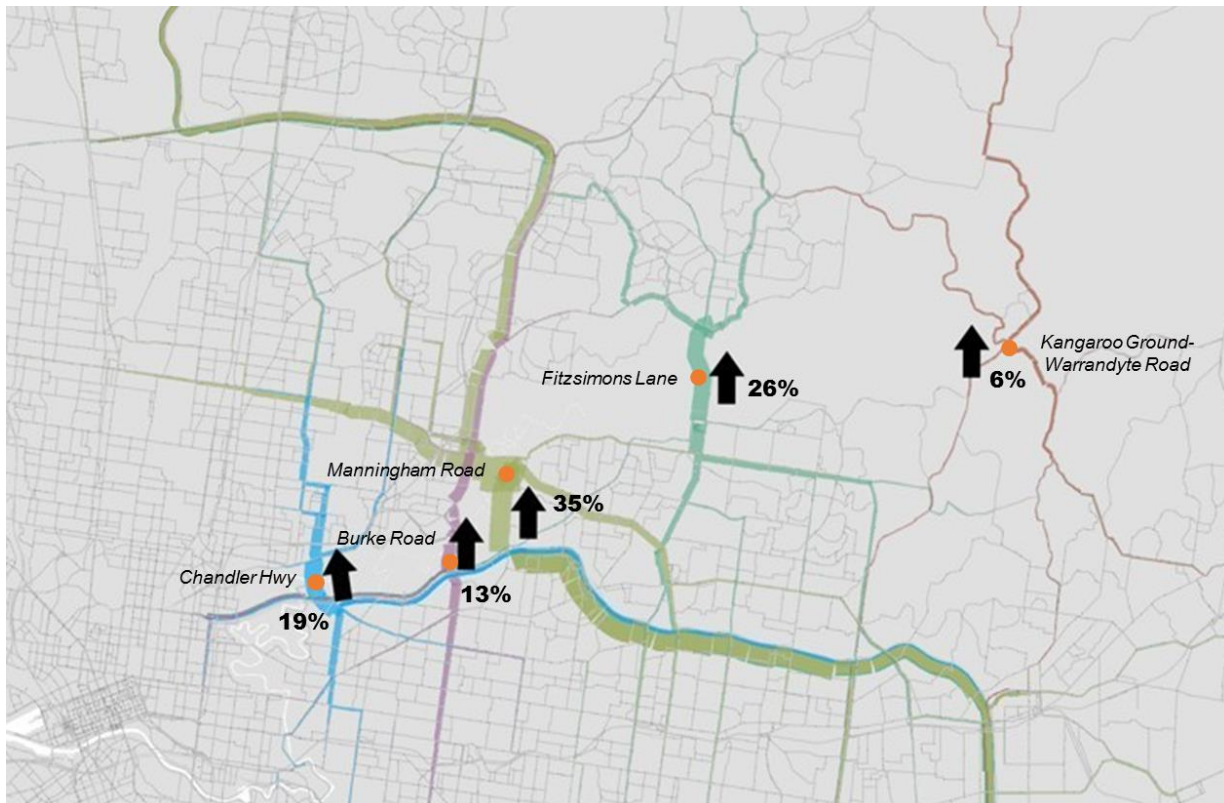 Kangaroo Ground-
Warrandyte Road
6%
Fitzsimons Lane
26%
Manningham Road
35%
Burke Road
13%
Chandler Hwy
19%